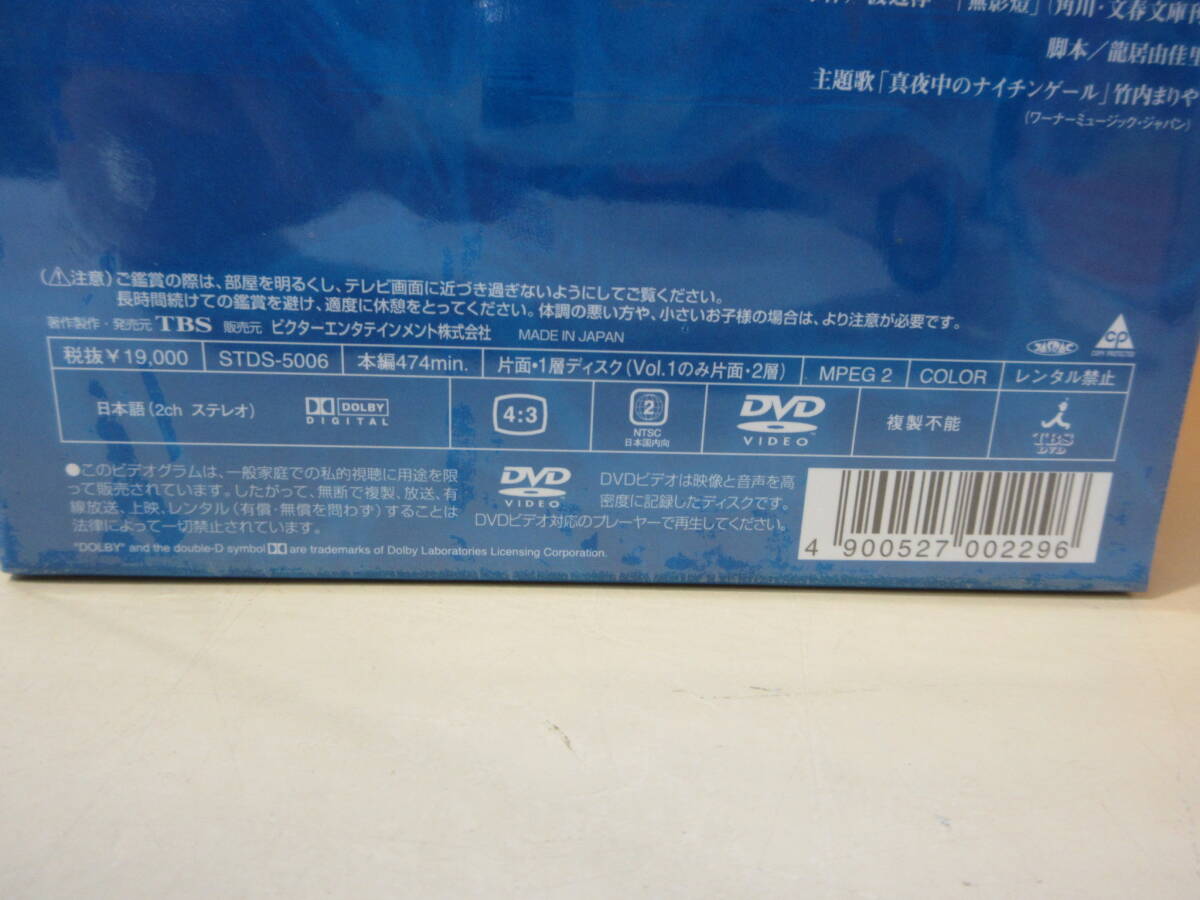 「無影燈」(角川・文春文庫刊
脚本/龍居由佳里
主題歌「真夜中のナイチンゲール」竹内まりや
(ワーナーミュージック・ジャパン)
(⚠注意)ご鑑賞の際は、部屋を明るくし、テレビ画面に近づき過ぎないようにしてご覧ください。
長時間続けての鑑賞を避け、適度に休憩をとってください。体調の悪い方や、小さいお子様の場合は、より注意が必要です。
著作製作・発売元 TBS 販売元 ビクターエンタテインメント株式会社 MADE IN JAPAN
CP
COPY PROTECTED
税抜¥19,000 STDS-5006 本編474min. 片面・1層ディスク(Vol.1のみ片面・2層) MPEG 2 COLOR レンタル禁止
日本語(2ch ステレオ) DOLBY DIGITAL 4:3 2 NTSC 日本国内向 DVD VIDEO 複製不能 TBS DVD
●このビデオグラムは、一般家庭での私的視聴に用途を限
って販売されています。したがって、無断で複製、放送、有
線放送、上映、レンタル(有償・無償を問わず)することは
法律によって一切禁止されています。
DVD VIDEO
DVDビデオは映像と音声を高
密度に記録したディスクです。
DVDビデオ対応のプレーヤーで再生してください。
"DOLBY" and the double-D symbol are trademarks of Dolby Laboratories Licensing Corporation.
4 900527 002296